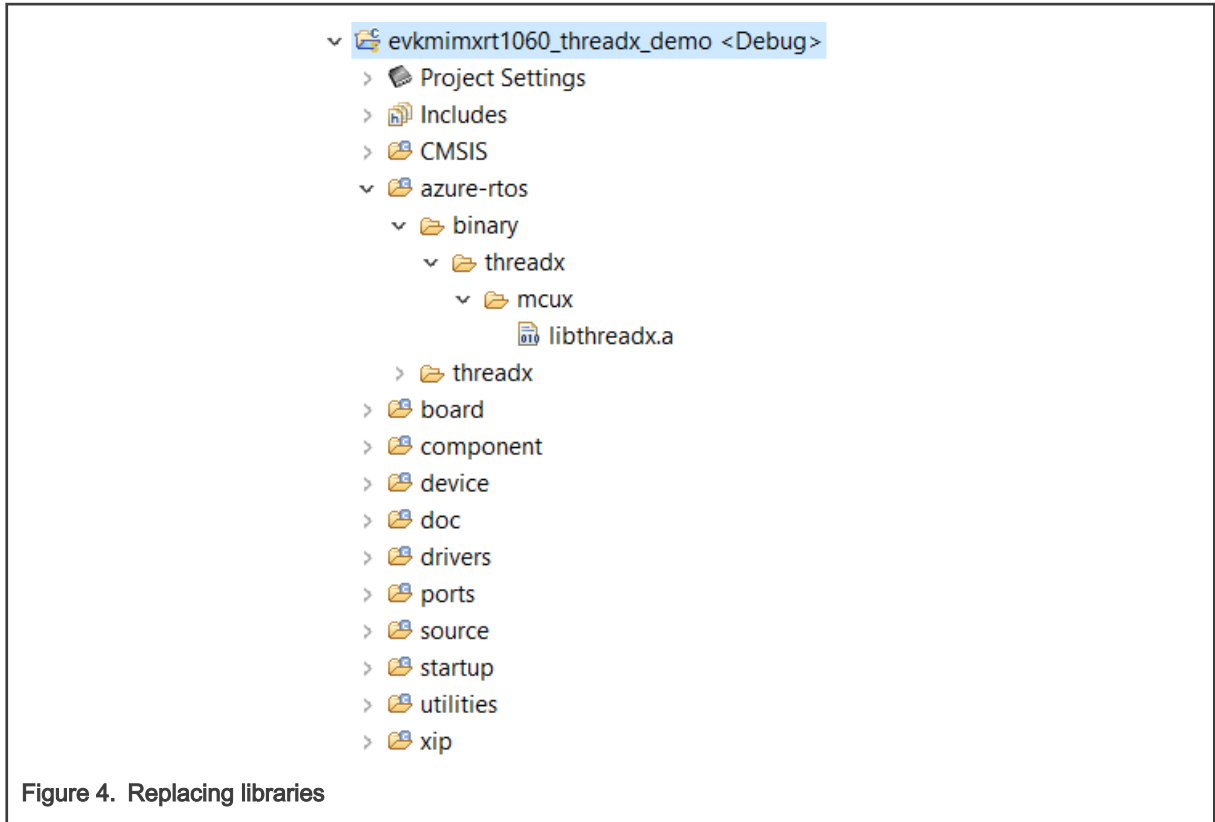 evkmimxrt1060_threadx_demo <Debug>
Project Settings
Includes
CMSIS
azure-rtos
binary
threadx
mcux
010 libthreadx.a
threadx
board
component
device
doc
drivers
ports
source
startup
utilities
xip
Figure 4. Replacing libraries